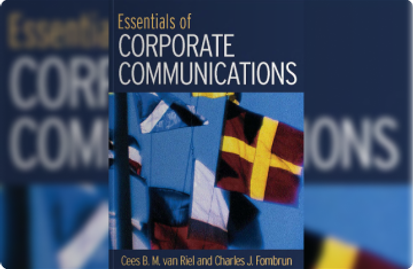 Essentials of
CORPORATE
COMMUNICATIONS
Cees B. M. van Riel and Charles J. Fombrun